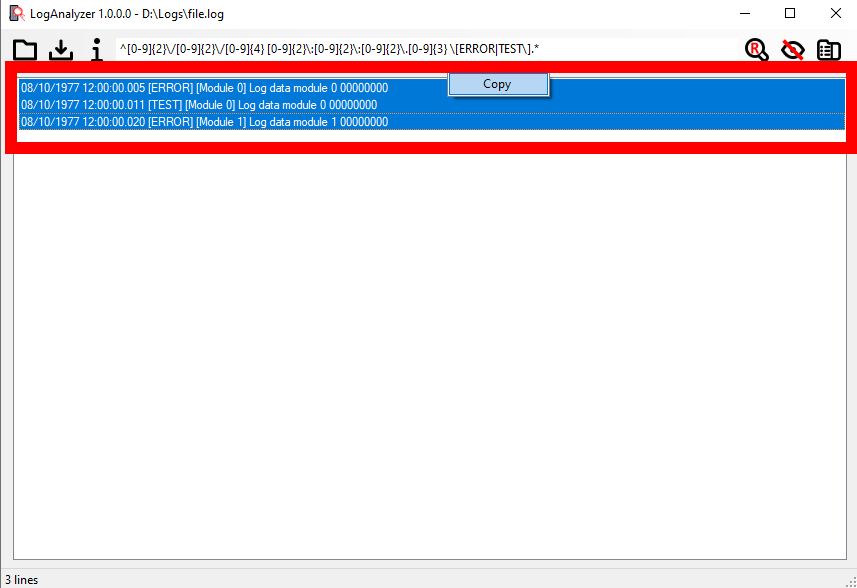 LogAnalyzer 1.0.0.0 - D:\Logs\file.log
^[0-9]{2}\/[0-9]{2}\/[0-9]{4} [0-9]{2}\:[0-9]{2}\:[0-9]{2}\.[0-9]{3} \[ERROR|TEST\].*
R
Copy
08/10/1977 12:00:00.005 [ERROR] [Module 0] Log data module 0 00000000
08/10/1977 12:00:00.011 [TEST] [Module 0] Log data module 0 00000000
08/10/1977 12:00:00.020 [ERROR] [Module 1] Log data module 1 00000000
3 lines